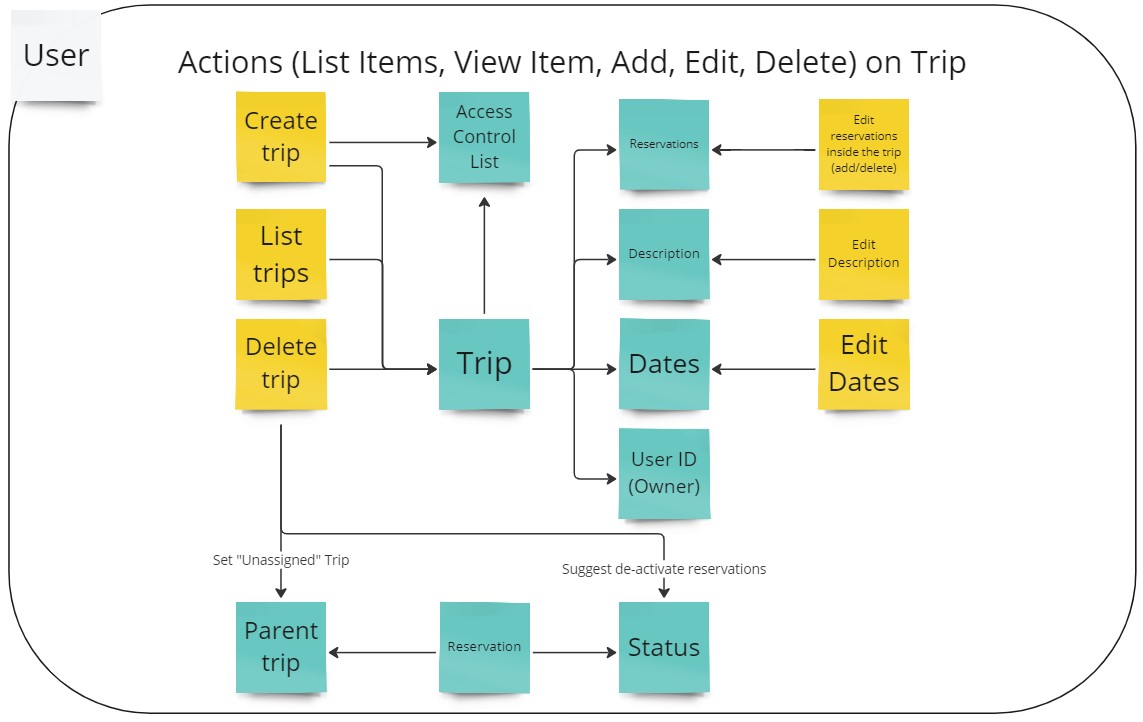 User
Actions (List Items, View Item, Add, Edit, Delete) on Trip
Create
trip
Access
Control
List
Reservations
Edit
reservations
inside the trip
(add/delete)
List
trips
Description
Edit
Description
Delete
trip
Trip
Dates
Edit
Dates
User ID
(Owner)
Set "Unassigned" Trip
Suggest de-activate reservations
Parent
trip
Reservation
Status